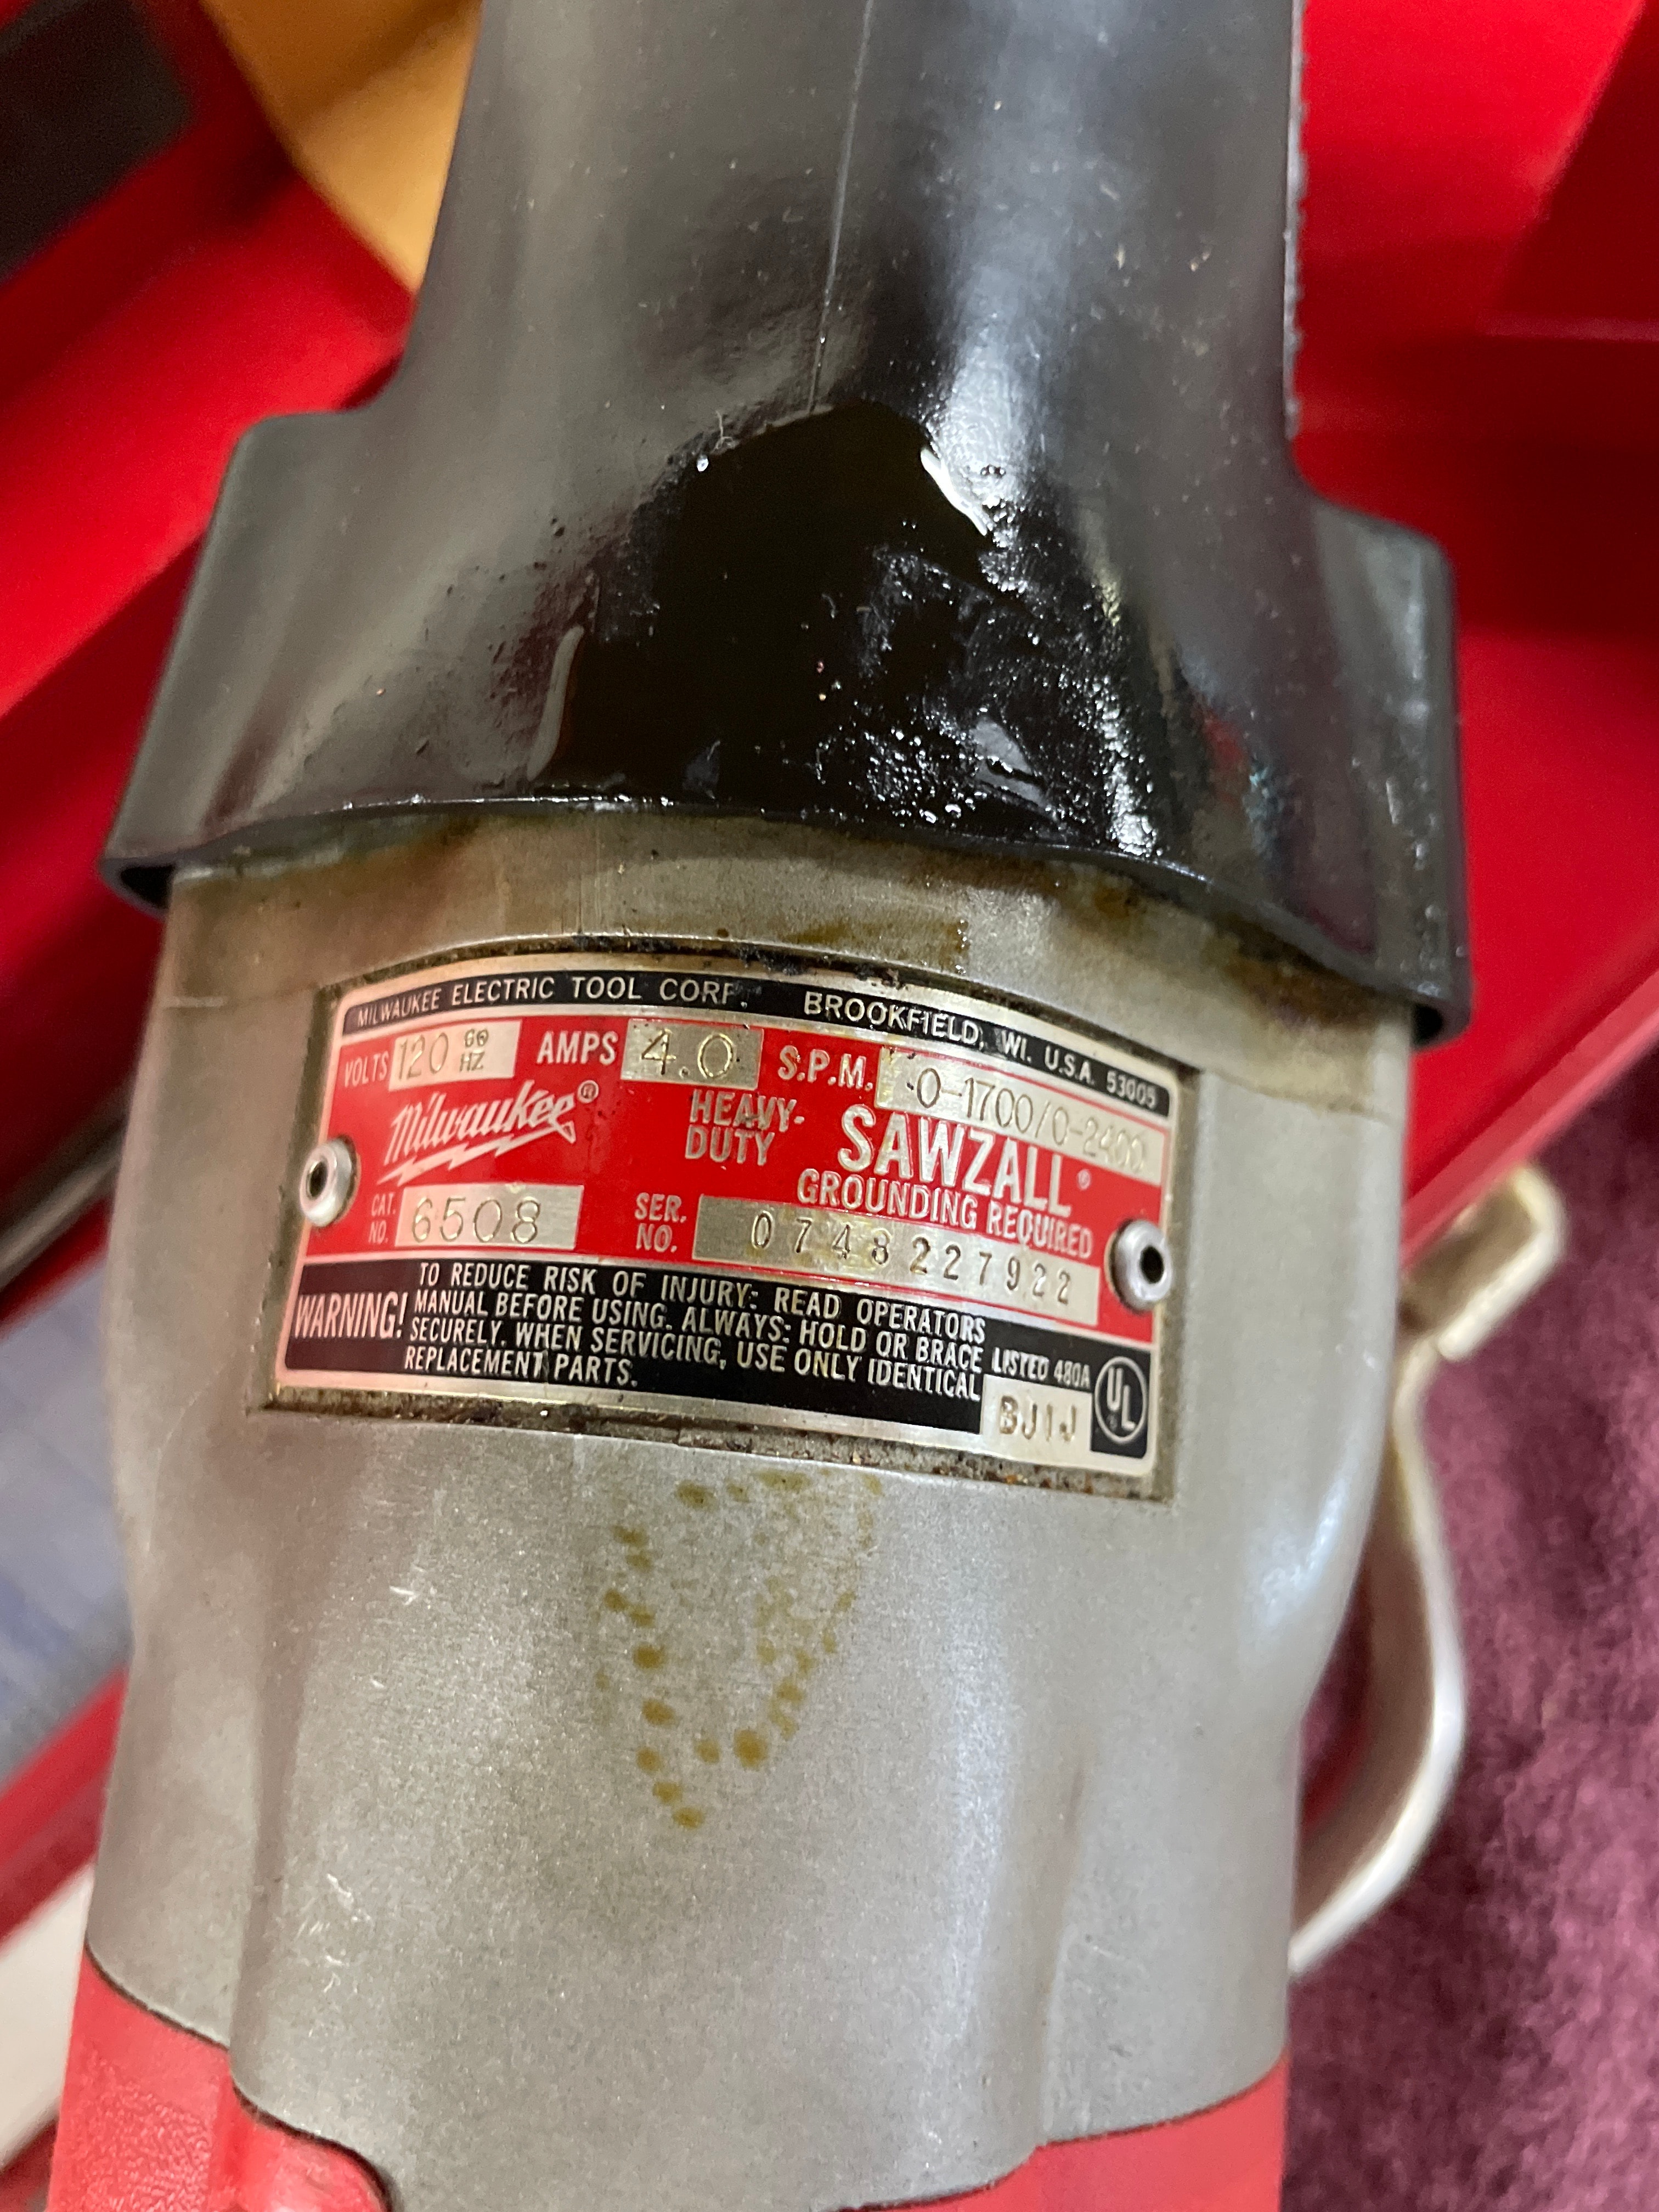 MILWAUKEE ELECTRIC TOOL CORP. BROOKFIELD, WI. U.S.A. 53005
VOLTS 120 60 HZ AMPS 4.0 S.P.M. 0-1700/0-2400
Milwaukee® HEAVY-DUTY SAWZALL®
GROUNDING REQUIRED
CAT. NO. 6508 SER. NO. 0748227922
WARNING! TO REDUCE RISK OF INJURY: READ OPERATORS
MANUAL BEFORE USING. ALWAYS: HOLD OR BRACE
SECURELY. WHEN SERVICING, USE ONLY IDENTICAL
REPLACEMENT PARTS.
LISTED 480A
BJ1J UL